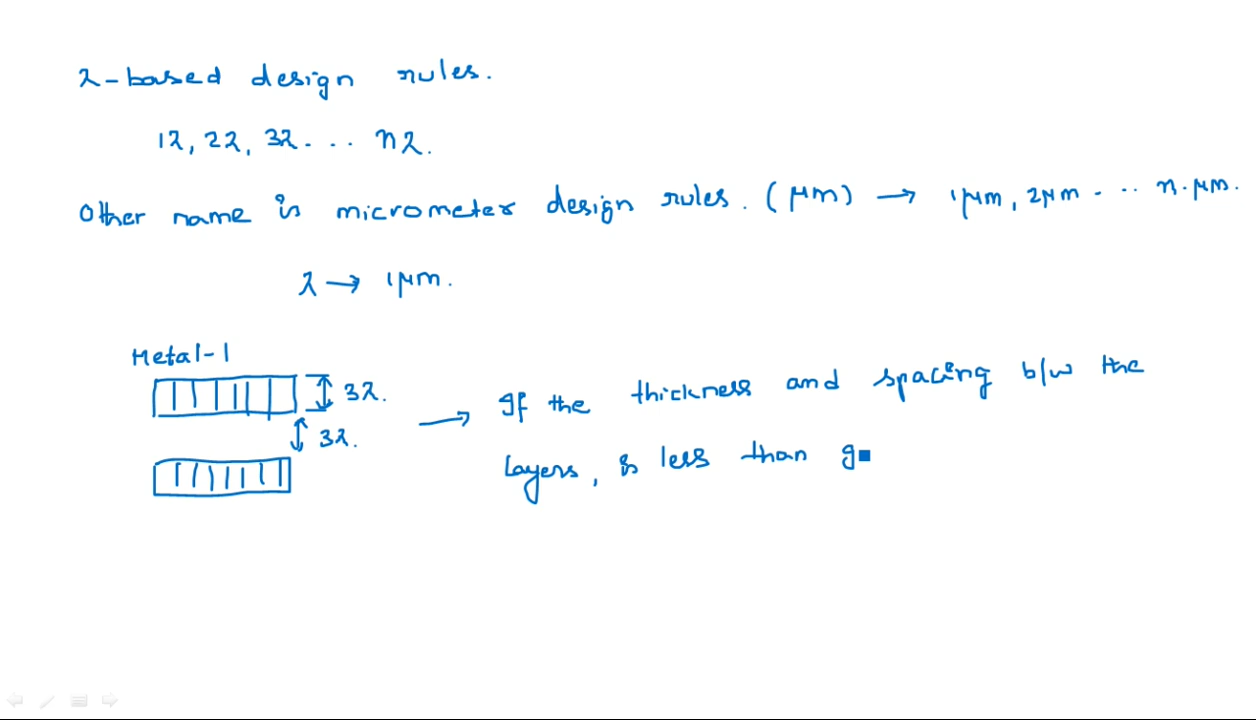 λ-based design rules.
1λ, 2λ, 3λ . . . nλ.
Other name is micrometer design rules. (μm) → 1μm, 2μm - .. n.μm.
λ → 1μm.
Metal-1
3λ.
3λ.
→ If the thickness and spacing b/w the
layers, is less than g